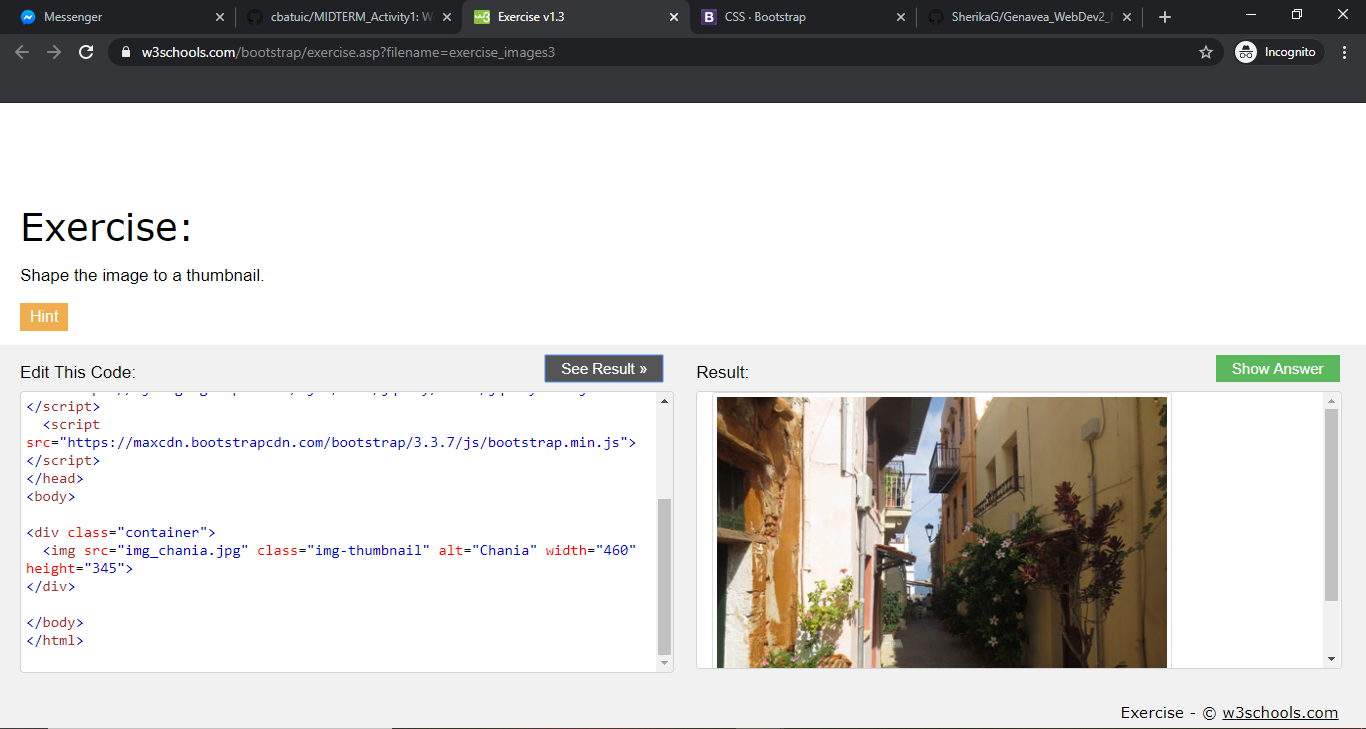 Messenger
cbatuic/MIDTERM_Activity1: W
Exercise v1.3
CSS · Bootstrap
SherikaG/Genavea_WebDev2_
w3schools.com/bootstrap/exercise.asp?filename=exercise_images3
Incognito
Exercise:
Shape the image to a thumbnail.
Hint
Edit This Code:
See Result »
Result:
Show Answer
</script>
<script
src="https://maxcdn.bootstrapcdn.com/bootstrap/3.3.7/js/bootstrap.min.js">
</script>
</head>
<body>
<div class="container">
<img src="img_chania.jpg" class="img-thumbnail" alt="Chania" width="460"
height="345">
</div>
</body>
</html>
Exercise - © w3schools.com